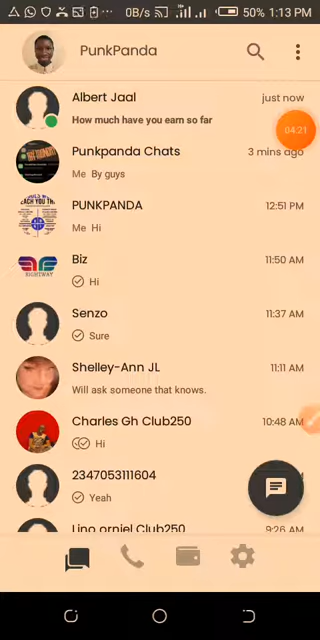 0B/s 50% 1:13 PM
PunkPanda
Albert Jaal just now
How much have you earn so far
04:21
Punkpanda Chats 3 mins ago
Me By guys
PUNKPANDA 12:51 PM
Me Hi
Biz 11:50 AM
RIGHTWAY
Hi
Senzo 11:37 AM
Sure
Shelley-Ann JL 11:11 AM
Will ask someone that knows.
Charles Gh Club250 10:48 AM
Hi
2347053111604
Yeah
Lino orniel Club250 9:26 AM